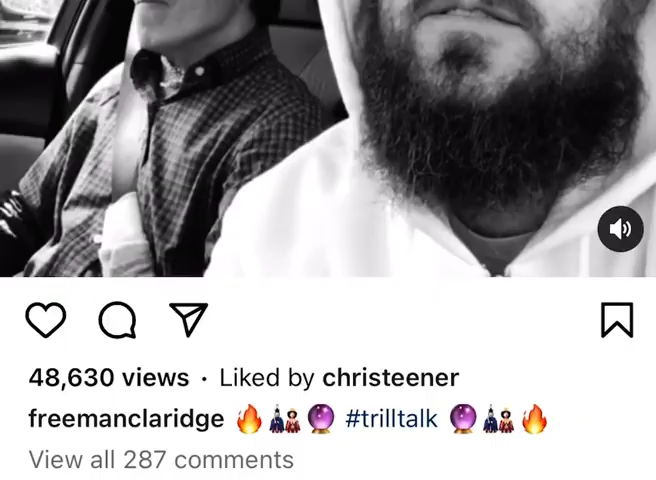 48,630 views · Liked by christeener
freemanclaridge 🔥🎎🔮 #trilltalk 🔮🎎🔥
View all 287 comments